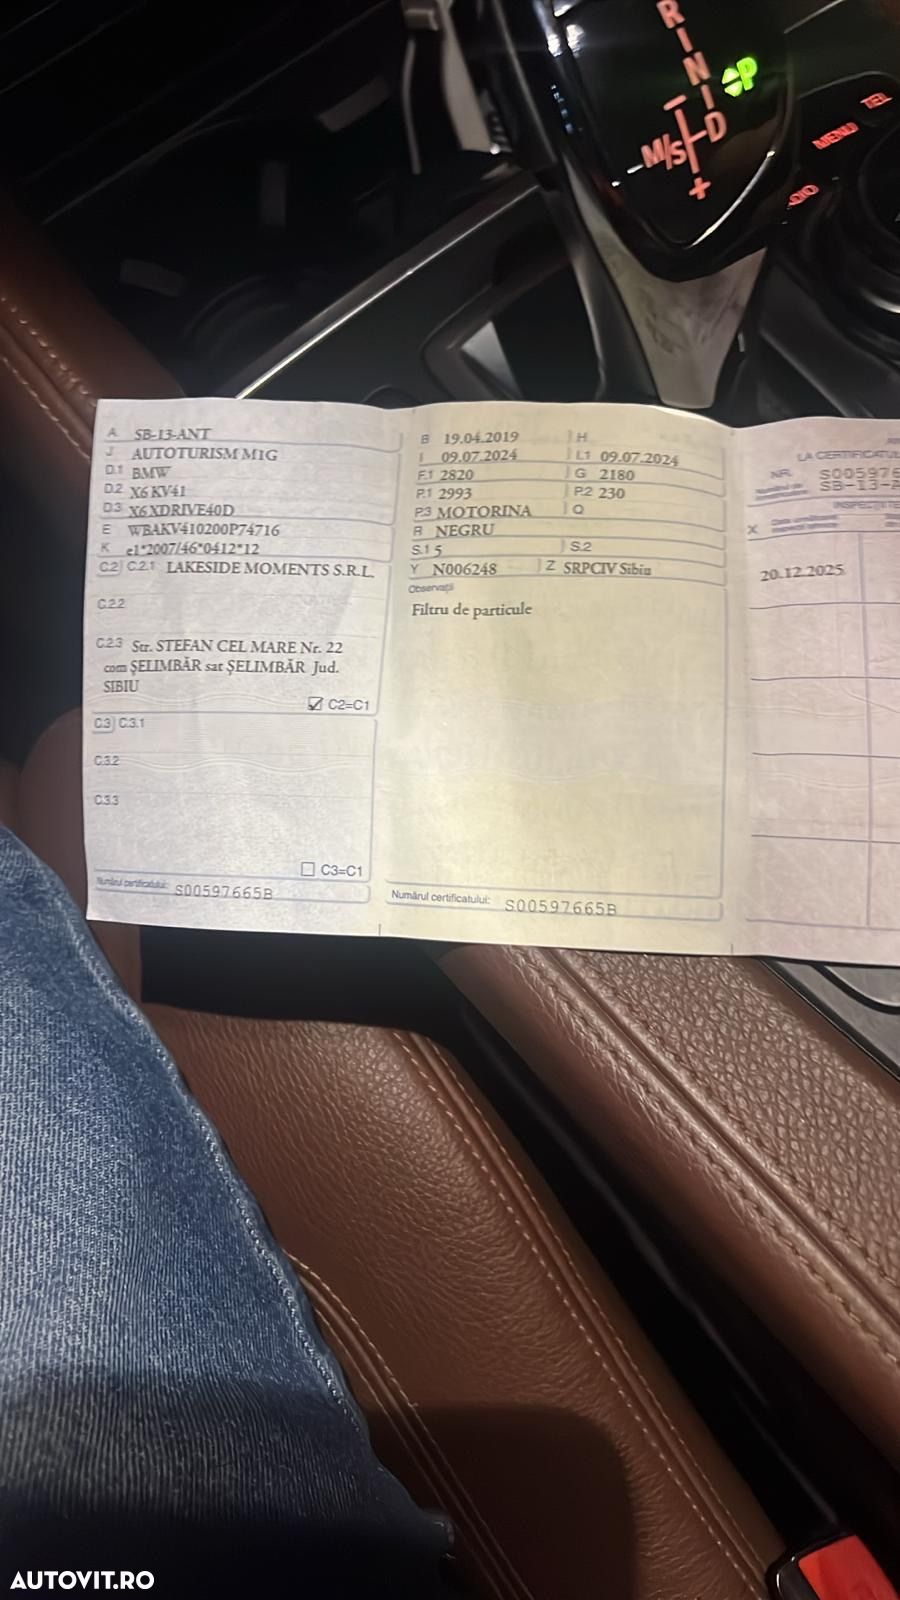 R
N
P
D
M/S
+
MENU
TEL
A SB-13-ANT
J AUTOTURISM M1G
D.1 BMW
D.2 X6 KV41
D.3 X6 XDRIVE40D
E WBAKV410200P74716
K e1*2007/46*0412*12
C.2 C.2.1 LAKESIDE MOMENTS S.R.L.
C.2.2
C.2.3 Str. STEFAN CEL MARE Nr. 22
com ȘELIMBĂR sat ȘELIMBĂR Jud.
SIBIU
C2=C1
C.3 C.3.1
C.3.2
C.3.3
C3=C1
Numărul certificatului: S00597665B
B 19.04.2019 H
I 09.07.2024 I.1 09.07.2024
F.1 2820 G 2180
P.1 2993 P.2 230
P.3 MOTORINA Q
R NEGRU
S.1 5 S.2
Y N006248 Z SRPCIV Sibiu
Observații
Filtru de particule
Numărul certificatului: S00597665B
LA CERTIFICATU
NR. S005976
SB-13-A
INSPECȚIE
X
20.12.2025
AUTOVIT.RO